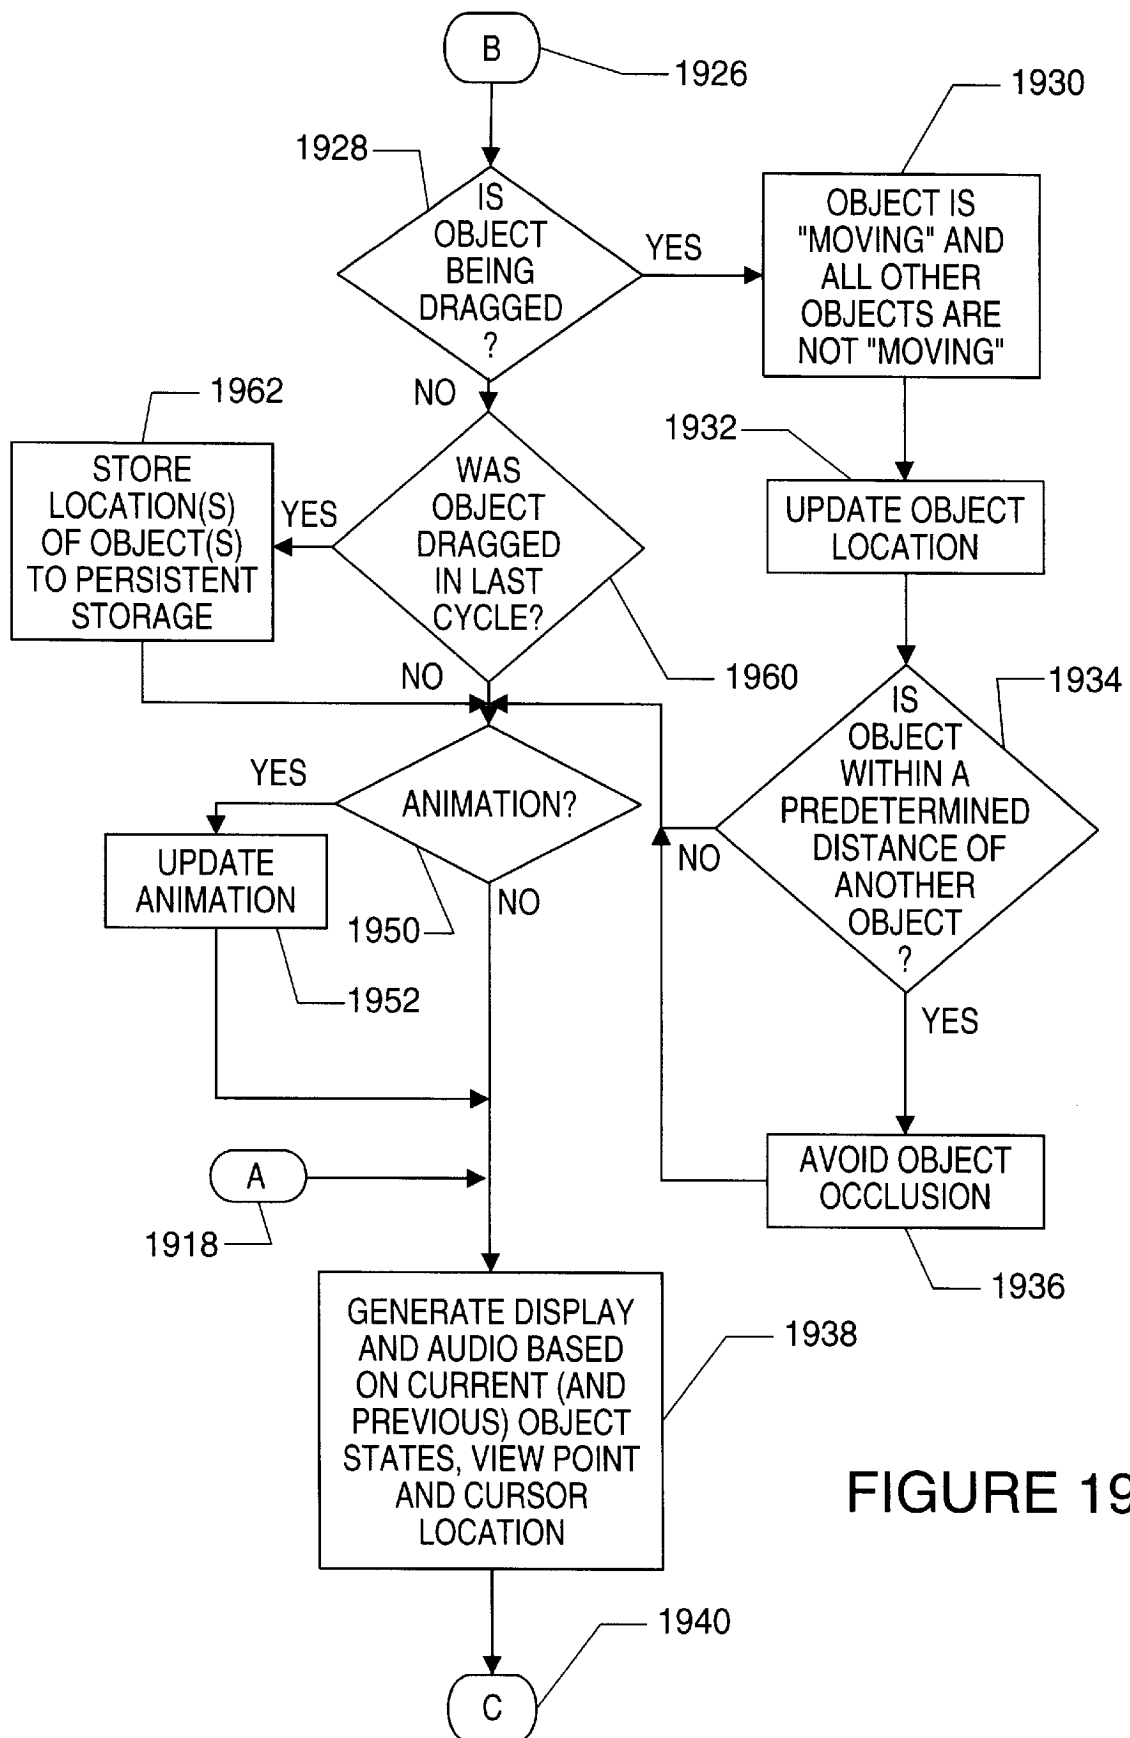 B
1926
1930
1928
IS
OBJECT
BEING
DRAGGED
?
YES
OBJECT IS
"MOVING" AND
ALL OTHER
OBJECTS ARE
NOT "MOVING"
NO
1962
STORE
LOCATION(S)
OF OBJECT(S)
TO PERSISTENT
STORAGE
YES
WAS
OBJECT
DRAGGED
IN LAST
CYCLE?
1932
UPDATE OBJECT
LOCATION
NO
1960
1934
IS
OBJECT
WITHIN A
PREDETERMINED
DISTANCE OF
ANOTHER
OBJECT
?
YES
ANIMATION?
NO
UPDATE
ANIMATION
NO
1950
1952
YES
A
1918
AVOID OBJECT
OCCLUSION
1936
GENERATE DISPLAY
AND AUDIO BASED
ON CURRENT (AND
PREVIOUS) OBJECT
STATES, VIEW POINT
AND CURSOR
LOCATION
1938
FIGURE 19
1940
C